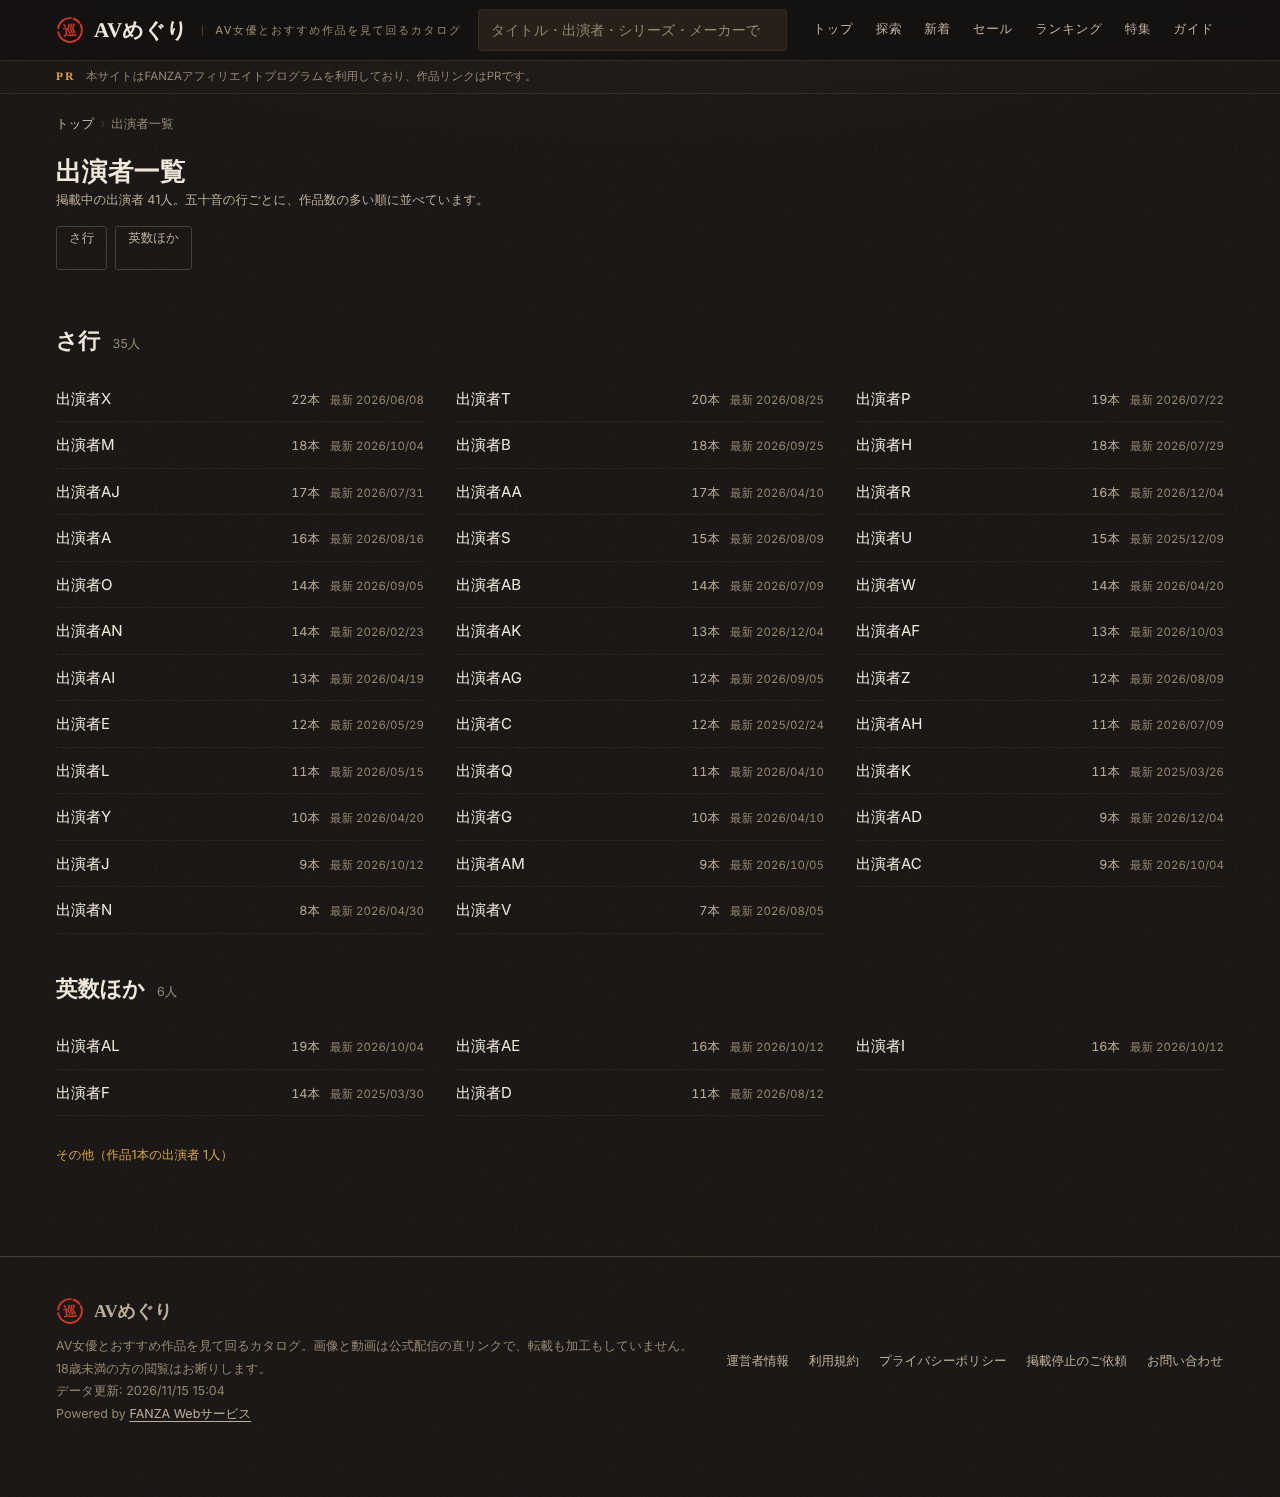 巡 AVめぐり AV女優とおすすめ作品を見て回るカタログ タイトル・出演者・シリーズ・メーカーで トップ 探索 新着 セール ランキング 特集 ガイド
PR 本サイトはFANZAアフィリエイトプログラムを利用しており、作品リンクはPRです。
トップ › 出演者一覧
出演者一覧
掲載中の出演者 41人。五十音の行ごとに、作品数の多い順に並べています。
さ行 英数ほか
さ行 35人
出演者X 22本 最新 2026/06/08 出演者T 20本 最新 2026/08/25 出演者P 19本 最新 2026/07/22
出演者M 18本 最新 2026/10/04 出演者B 18本 最新 2026/09/25 出演者H 18本 最新 2026/07/29
出演者AJ 17本 最新 2026/07/31 出演者AA 17本 最新 2026/04/10 出演者R 16本 最新 2026/12/04
出演者A 16本 最新 2026/08/16 出演者S 15本 最新 2026/08/09 出演者U 15本 最新 2025/12/09
出演者O 14本 最新 2026/09/05 出演者AB 14本 最新 2026/07/09 出演者W 14本 最新 2026/04/20
出演者AN 14本 最新 2026/02/23 出演者AK 13本 最新 2026/12/04 出演者AF 13本 最新 2026/10/03
出演者AI 13本 最新 2026/04/19 出演者AG 12本 最新 2026/09/05 出演者Z 12本 最新 2026/08/09
出演者E 12本 最新 2026/05/29 出演者C 12本 最新 2025/02/24 出演者AH 11本 最新 2026/07/09
出演者L 11本 最新 2026/05/15 出演者Q 11本 最新 2026/04/10 出演者K 11本 最新 2025/03/26
出演者Y 10本 最新 2026/04/20 出演者G 10本 最新 2026/04/10 出演者AD 9本 最新 2026/12/04
出演者J 9本 最新 2026/10/12 出演者AM 9本 最新 2026/10/05 出演者AC 9本 最新 2026/10/04
出演者N 8本 最新 2026/04/30 出演者V 7本 最新 2026/08/05
英数ほか 6人
出演者AL 19本 最新 2026/10/04 出演者AE 16本 最新 2026/10/12 出演者I 16本 最新 2026/10/12
出演者F 14本 最新 2025/03/30 出演者D 11本 最新 2026/08/12
その他（作品1本の出演者 1人）
巡 AVめぐり
AV女優とおすすめ作品を見て回るカタログ。画像と動画は公式配信の直リンクで、転載も加工もしていません。
18歳未満の方の閲覧はお断りします。
運営者情報 利用規約 プライバシーポリシー 掲載停止のご依頼 お問い合わせ
データ更新: 2026/11/15 15:04
Powered by FANZA Webサービス